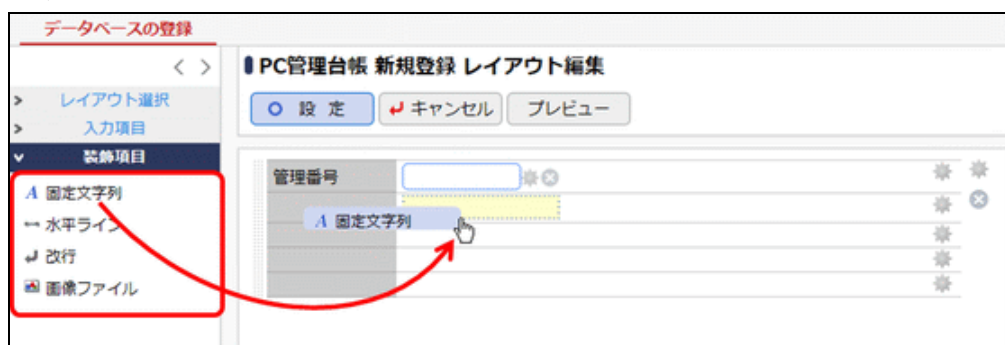 データベースの登録
PC管理台帳 新規登録 レイアウト編集
レイアウト選択
入力項目
装飾項目
設 定
キャンセル
プレビュー
A 固定文字列
水平ライン
改行
画像ファイル
管理番号
A 固定文字列